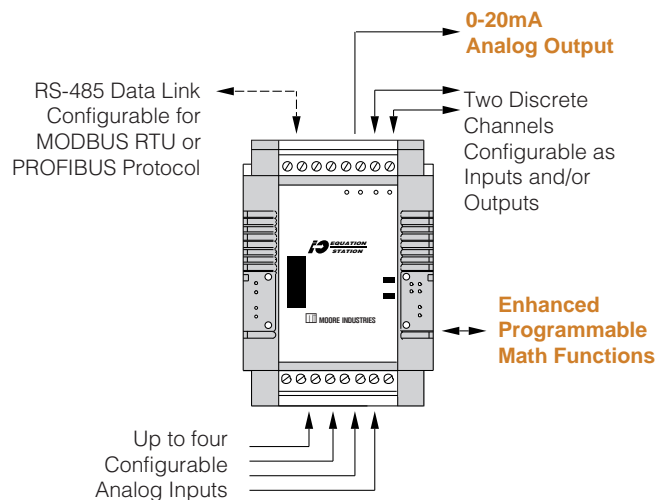 0-20mA
Analog Output
RS-485 Data Link
Configurable for
MODBUS RTU or
PROFIBUS Protocol
Two Discrete
Channels
Configurable as
Inputs and/or
Outputs
EQUATION
STATION
MOORE INDUSTRIES
Enhanced
Programmable
Math Functions
Up to four
Configurable
Analog Inputs